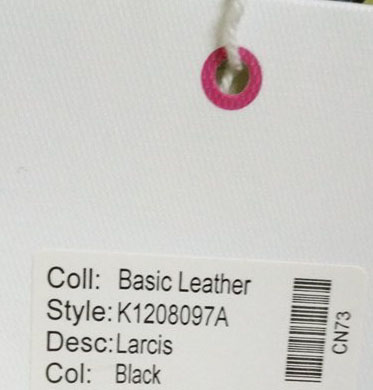 Coll: Basic Leather
Style: K1208097A
Desc: Larcis
Col: Black
CN73